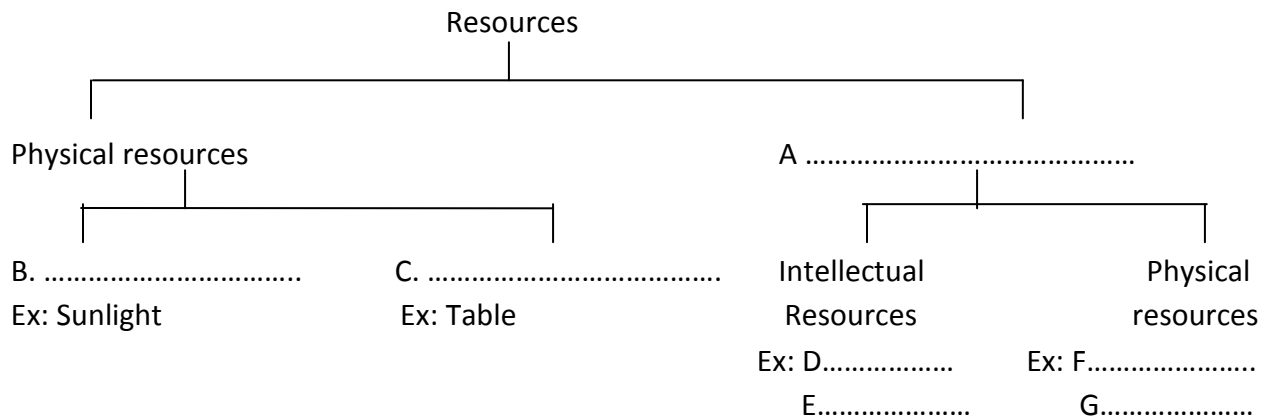 Resources
Physical resources A ……………………………………
B. …………………………….. C. ………………………………….
Intellectual Physical
Ex: Sunlight Ex: Table Resources resources
Ex: D……………… Ex: F…………………..
E………………… G…………………